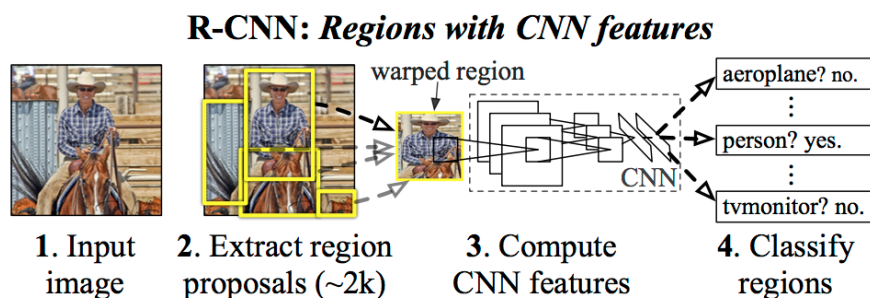 R-CNN: Regions with CNN features
warped region
aeroplane? no.
person? yes.
tvmonitor? no.
CNN
1. Input image
2. Extract region proposals (~2k)
3. Compute CNN features
4. Classify regions